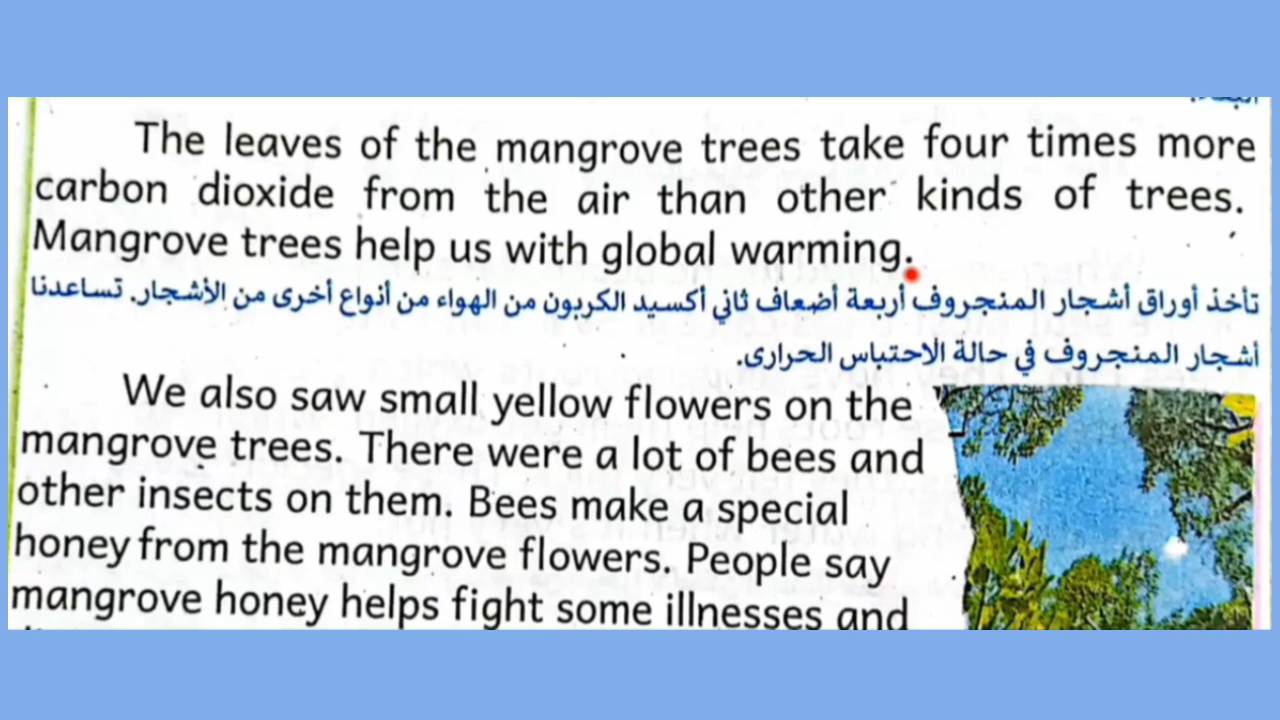 The leaves of the mangrove trees take four times more
carbon dioxide from the air than other kinds of trees.
Mangrove trees help us with global warming.
تأخذ أوراق أشجار المنجروف أربعة أضعاف ثاني أكسيد الكربون من الهواء من أنواع أخرى من الأشجار. تساعدنا
أشجار المنجروف في حالة الاحتباس الحرارى.
We also saw small yellow flowers on the
mangrove trees. There were a lot of bees and
other insects on them. Bees make a special
honey from the mangrove flowers. People say
mangrove honey helps fight some illnesses and